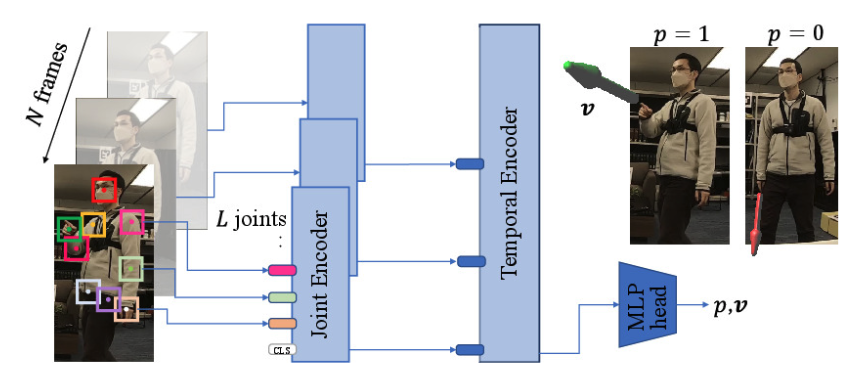 N frames
L joints
:
CLS
Joint Encoder
Temporal Encoder
v
p = 1
p = 0
MLP
head
p,v